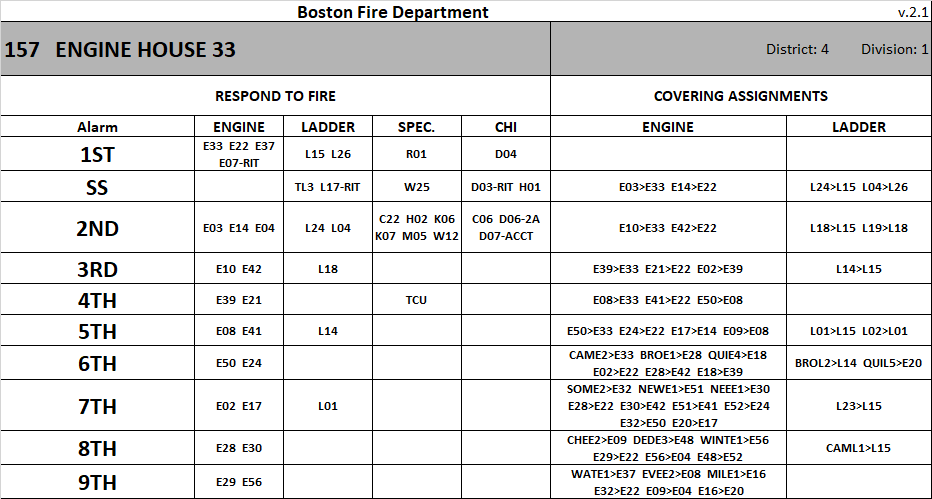 Boston Fire Department v.2.1
157 ENGINE HOUSE 33 District: 4 Division: 1
RESPOND TO FIRE COVERING ASSIGNMENTS
Alarm ENGINE LADDER SPEC. CHI ENGINE LADDER
1ST E33 E22 E37 L15 L26 R01 D04
E07-RIT
SS TL3 L17-RIT W25 D03-RIT H01 E03>E33 E14>E22 L24>L15 L04>L26
2ND E03 E14 E04 L24 L04 C22 H02 K06 C06 D06-2A E10>E33 E42>E22 L18>L15 L19>L18
K07 M05 W12 D07-ACCT
3RD E10 E42 L18 E39>E33 E21>E22 E02>E39 L14>L15
4TH E39 E21 TCU E08>E33 E41>E22 E50>E08
5TH E08 E41 L14 E50>E33 E24>E22 E17>E14 E09>E08 L01>L15 L02>L01
6TH E50 E24 CAME2>E33 BROE1>E28 QUIE4>E18 BROL2>L14 QUIL5>E20
E02>E22 E28>E42 E18>E39
7TH E02 E17 L01 SOME2>E32 NEWE1>E51 NEEE1>E30 L23>L15
E28>E22 E30>E42 E51>E41 E52>E24
E32>E50 E20>E17
8TH E28 E30 CHEE2>E09 DEDE3>E48 WINTE1>E56 CAML1>L15
E29>E22 E56>E04 E48>E52
9TH E29 E56 WATE1>E37 EVEE2>E08 MILE1>E16
E32>E22 E09>E04 E16>E20